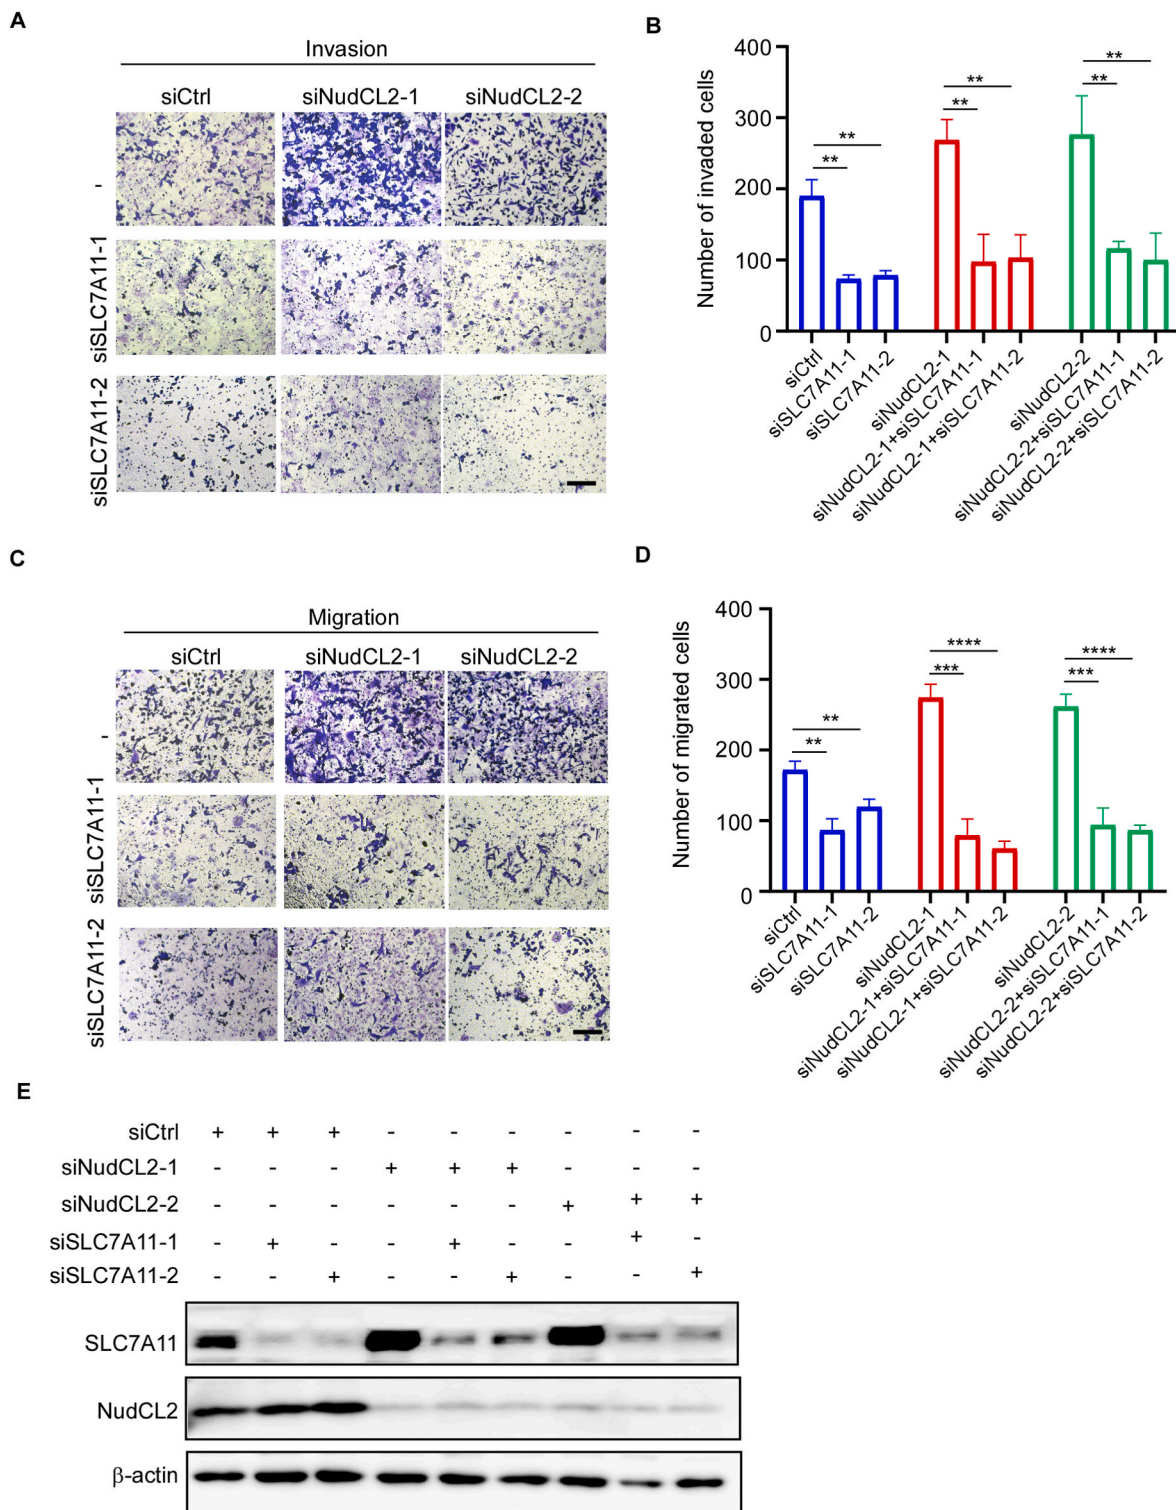 A
Invasion
siCtrl siNudCL2-1 siNudCL2-2
-
siSLC7A11-1
siSLC7A11-2
B
Number of invaded cells
400
300
200
100
0
** ** ** ** ** **
siCtrl
siSLC7A11-1
siSLC7A11-2
siNudCL2-1
siNudCL2-1+siSLC7A11-1
siNudCL2-1+siSLC7A11-2
siNudCL2-2
siNudCL2-2+siSLC7A11-1
siNudCL2-2+siSLC7A11-2
C
Migration
siCtrl siNudCL2-1 siNudCL2-2
-
siSLC7A11-1
siSLC7A11-2
D
Number of migrated cells
400
300
200
100
0
** ** *** **** *** ****
siCtrl
siSLC7A11-1
siSLC7A11-2
siNudCL2-1
siNudCL2-1+siSLC7A11-1
siNudCL2-1+siSLC7A11-2
siNudCL2-2
siNudCL2-2+siSLC7A11-1
siNudCL2-2+siSLC7A11-2
E
siCtrl + + + - - - - - -
siNudCL2-1 - - - + + + - - -
siNudCL2-2 - - - - - - + + +
siSLC7A11-1 - + - - + - - + -
siSLC7A11-2 - - + - - + - - +
SLC7A11
NudCL2
β-actin